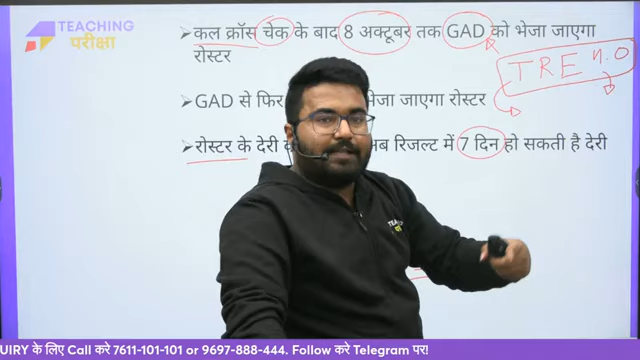 TEACHING
परीक्षा
➢कल क्रॉस चेक के बाद 8 अक्टूबर तक GAD को भेजा जाएगा
रोस्टर
TRE 4.0
➢GAD से फिर भेजा जाएगा रोस्टर
➢रोस्टर के देरी रिजल्ट में 7 दिन हो सकती है देरी
TEACHING
UIRY के लिए Call करे 7611-101-101 or 9697-888-444. Follow करे Telegram पर!